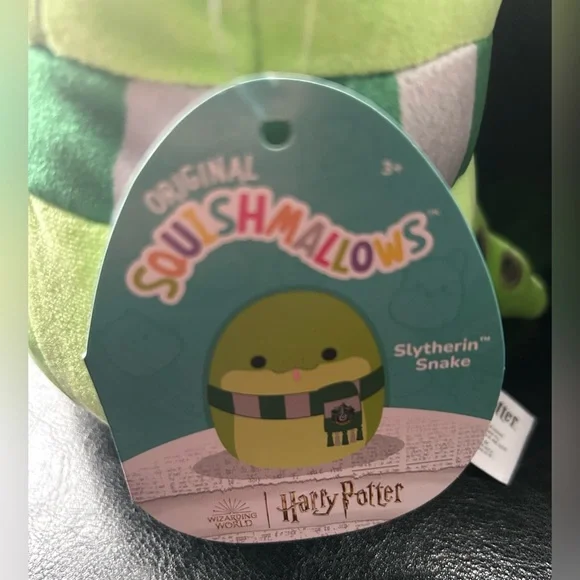 ORIGINAL
3+
SQUISHMALLOWS™
Slytherin™
Snake
WIZARDING
WORLD
Harry Potter